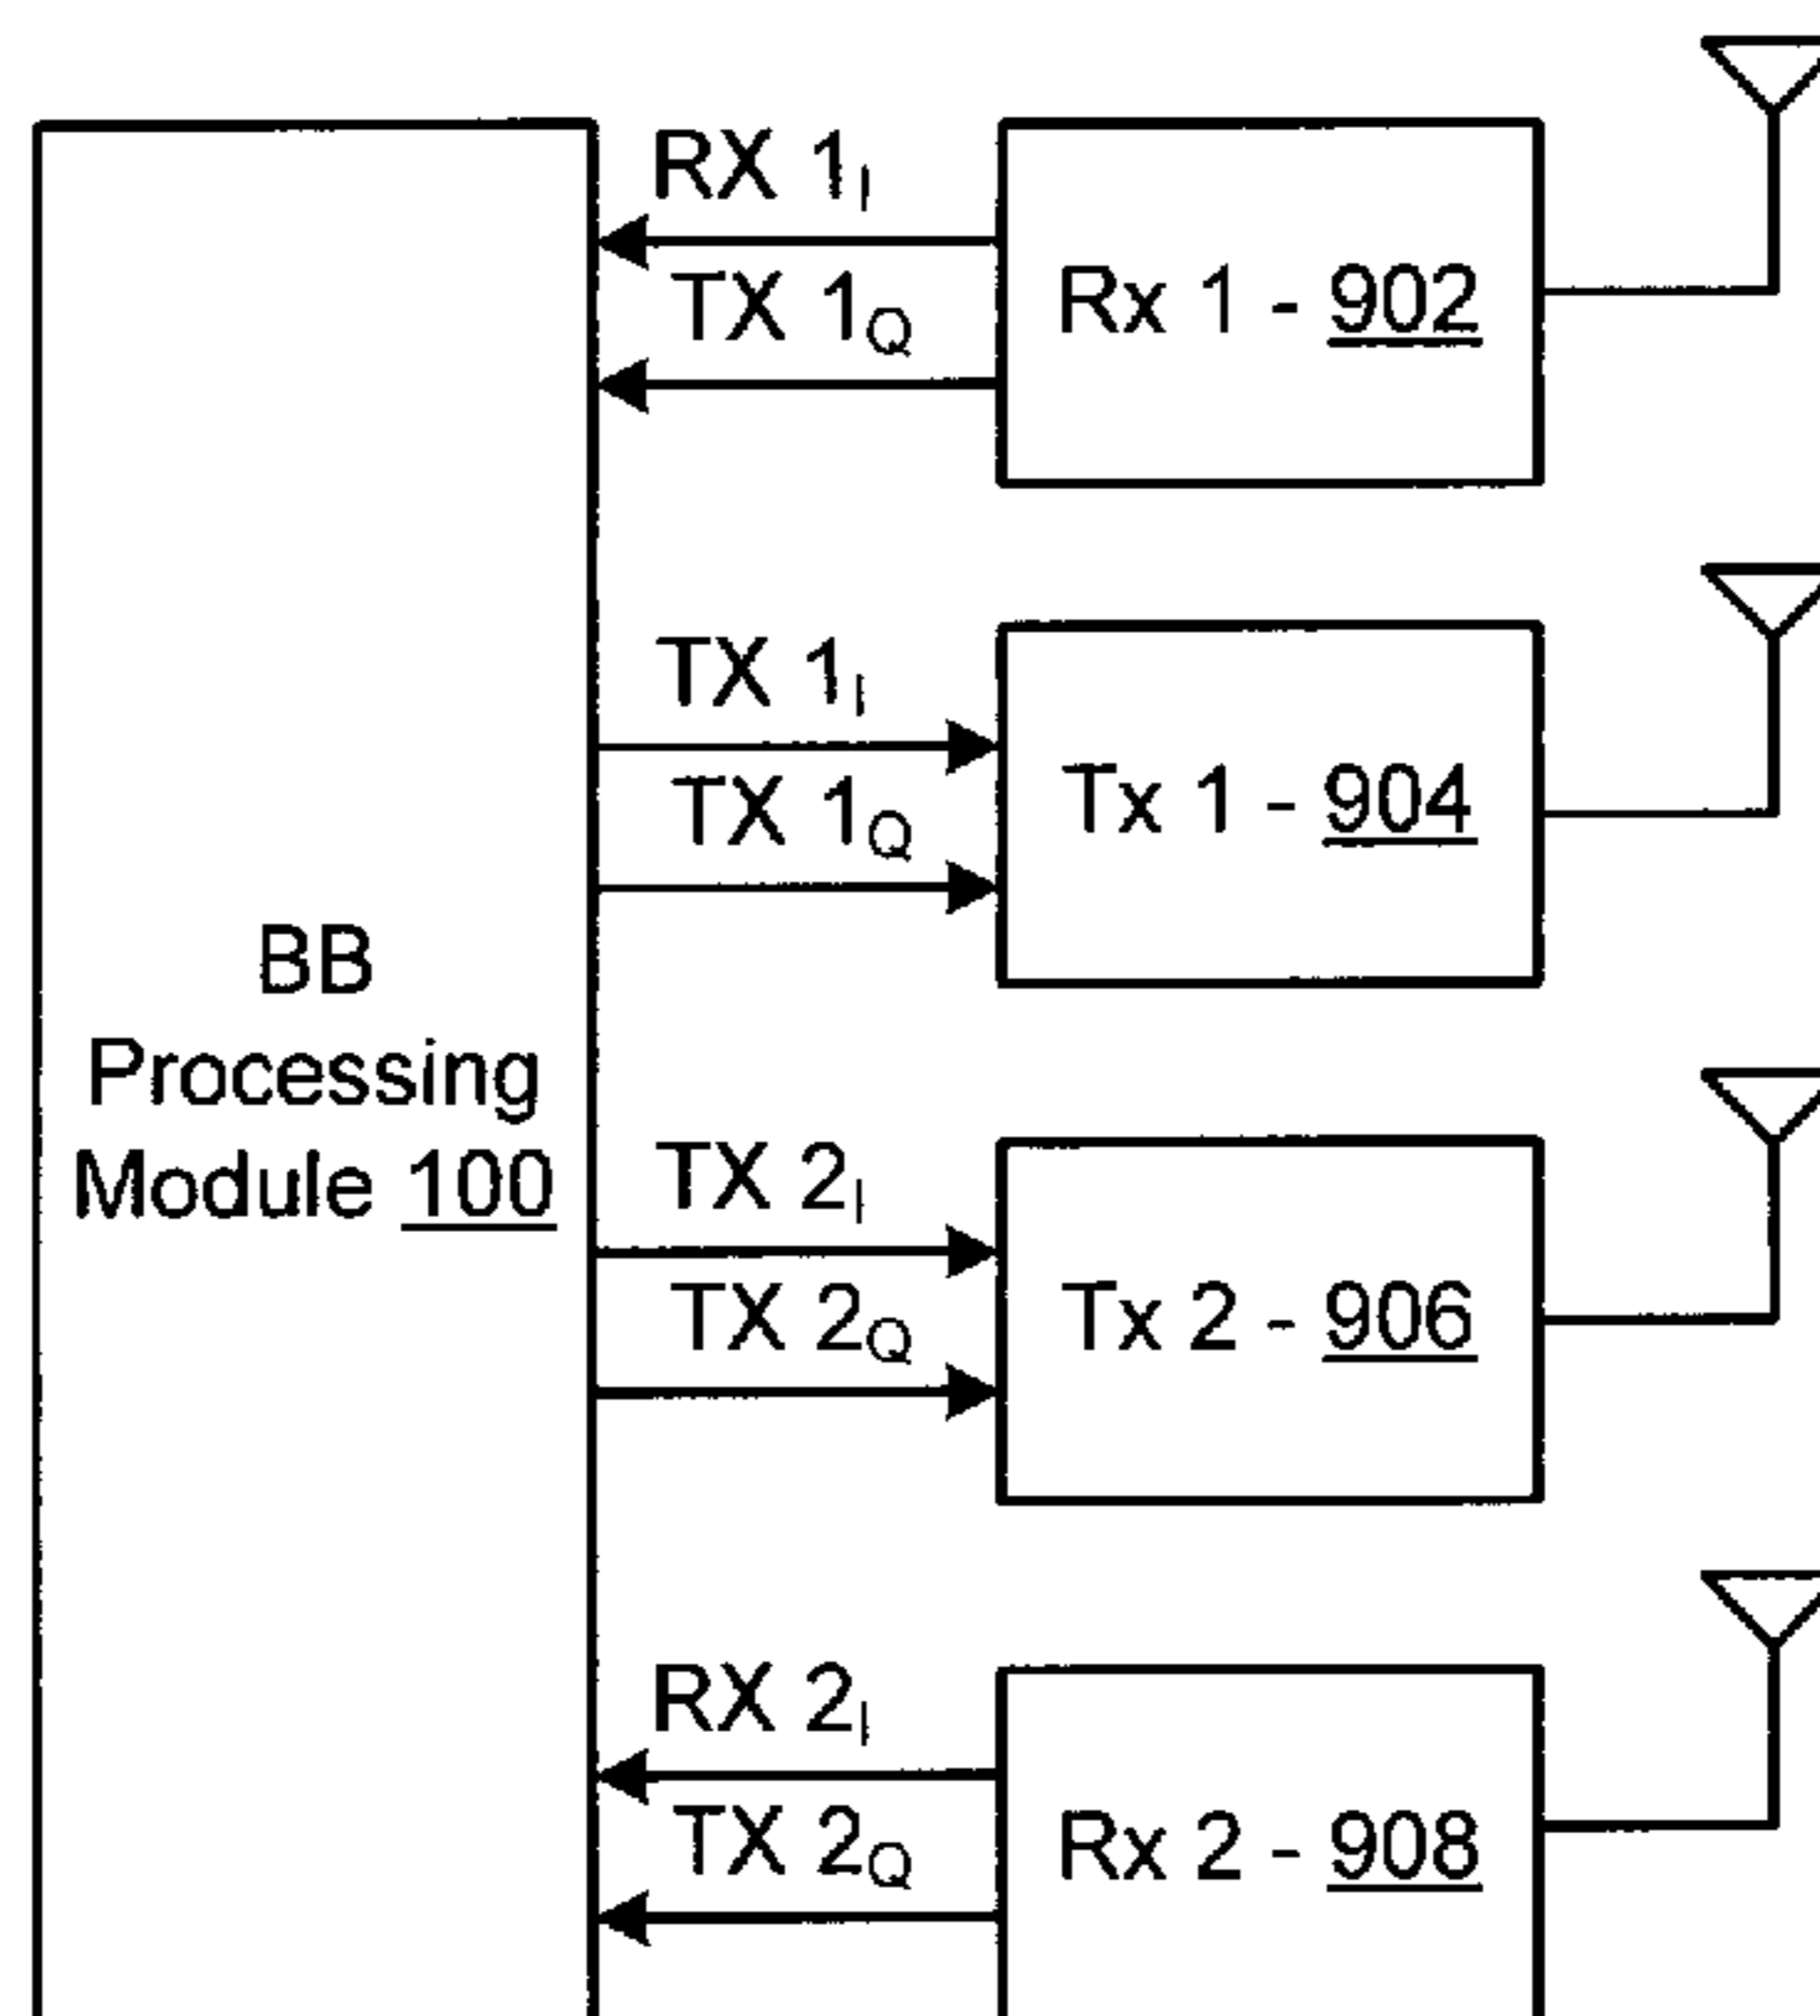 BB
Processing
Module 100
RX 1I
TX 1Q
Rx 1 - 902
TX 1I
TX 1Q
Tx 1 - 904
TX 2I
TX 2Q
Tx 2 - 906
RX 2I
TX 2Q
Rx 2 - 908